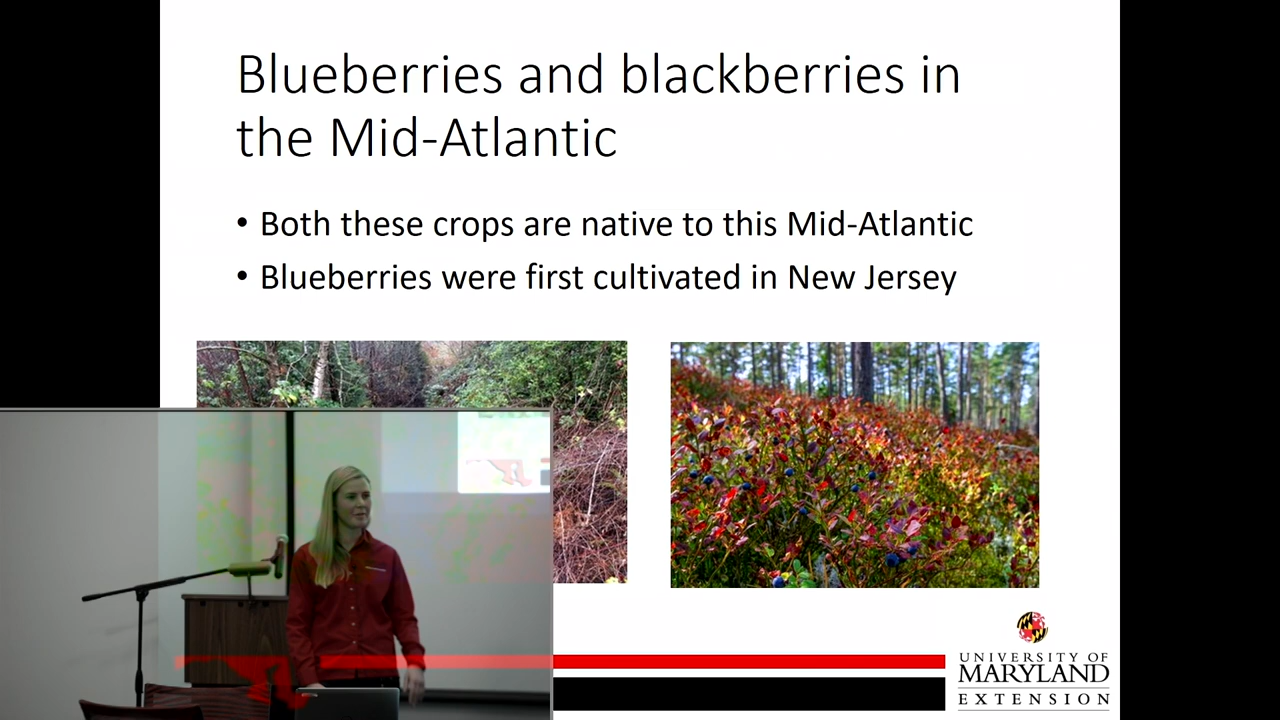 Blueberries and blackberries in
the Mid-Atlantic
• Both these crops are native to this Mid-Atlantic
• Blueberries were first cultivated in New Jersey
UNIVERSITY OF
MARYLAND
EXTENSION